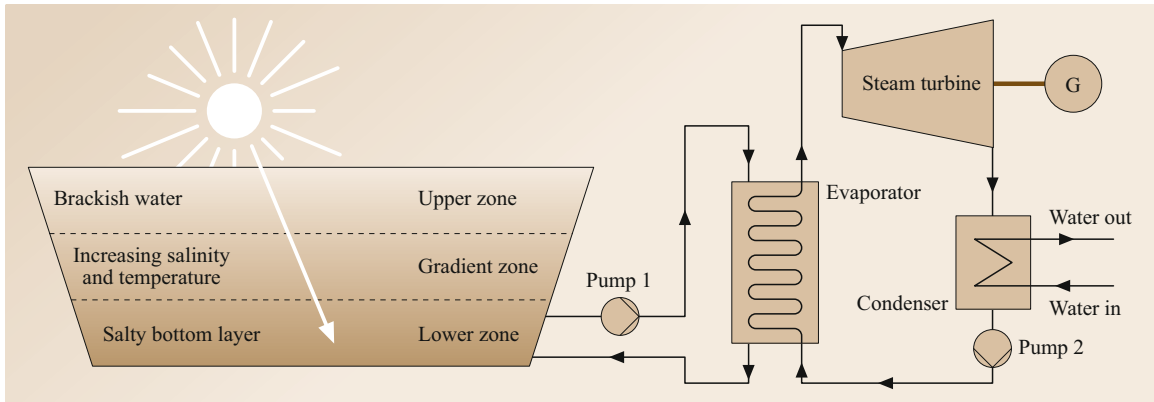 Brackish water
Upper zone
Increasing salinity
and temperature
Gradient zone
Salty bottom layer
Lower zone
Pump 1
Evaporator
Steam turbine
G
Water out
Water in
Condenser
Pump 2